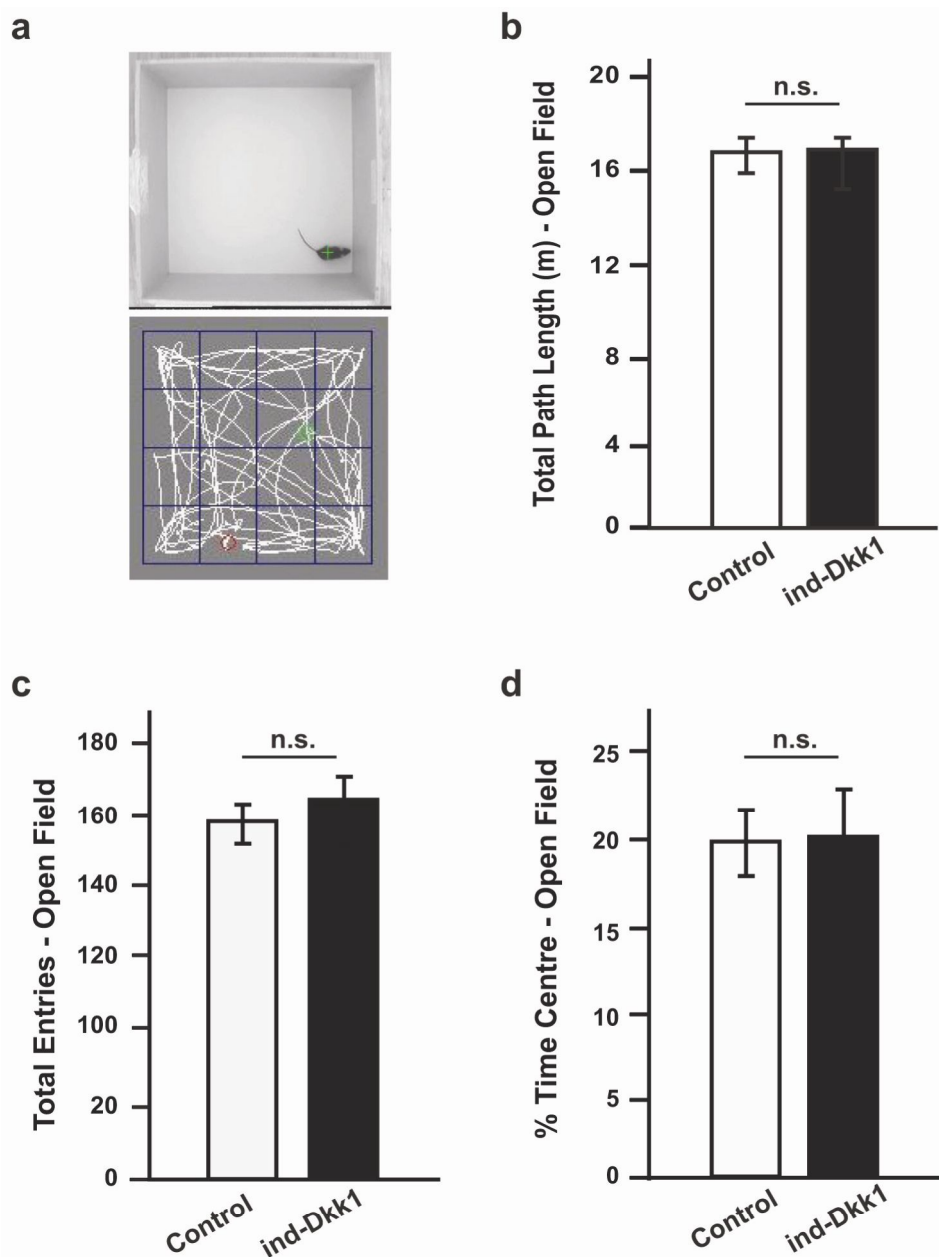 a
b
Total Path Length (m) - Open Field
20
16
12
8
4
0
n.s.
Control
ind-Dkk1
c
Total Entries - Open Field
180
160
140
120
100
20
0
n.s.
Control
ind-Dkk1
d
% Time Centre - Open Field
25
20
15
10
5
0
n.s.
Control
ind-Dkk1